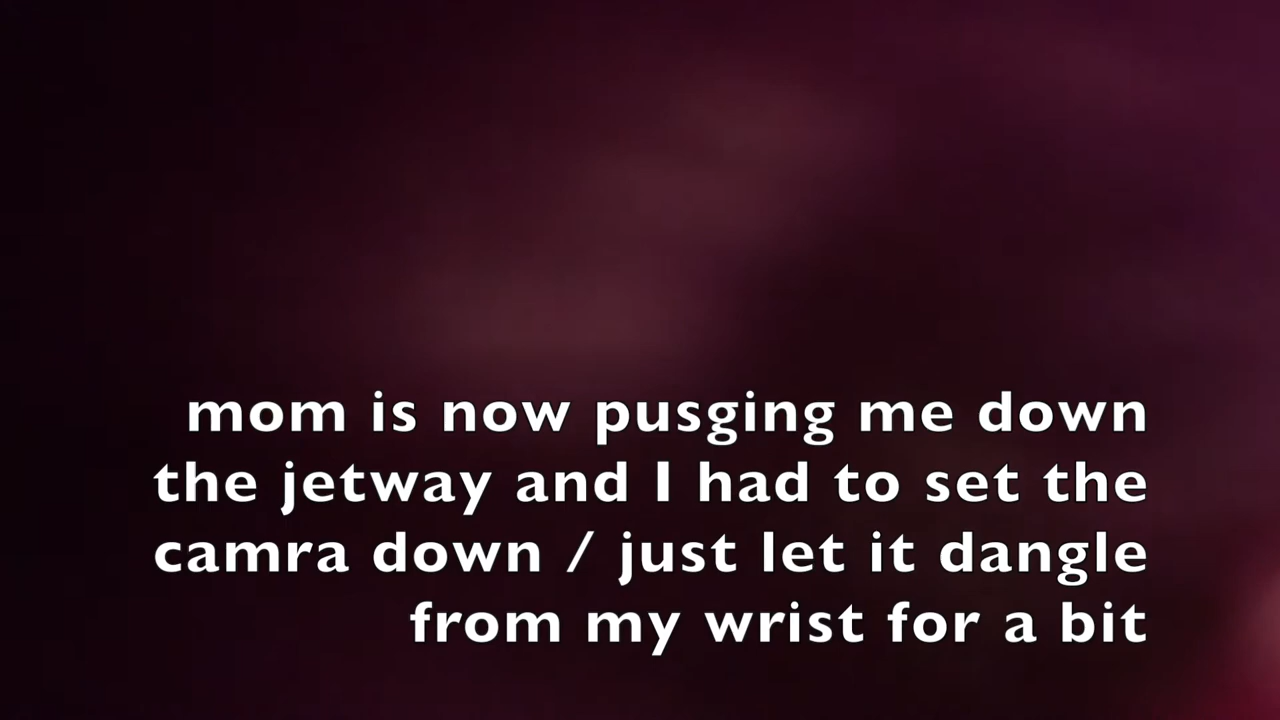 mom is now pusging me down
the jetway and I had to set the
camra down / just let it dangle
from my wrist for a bit